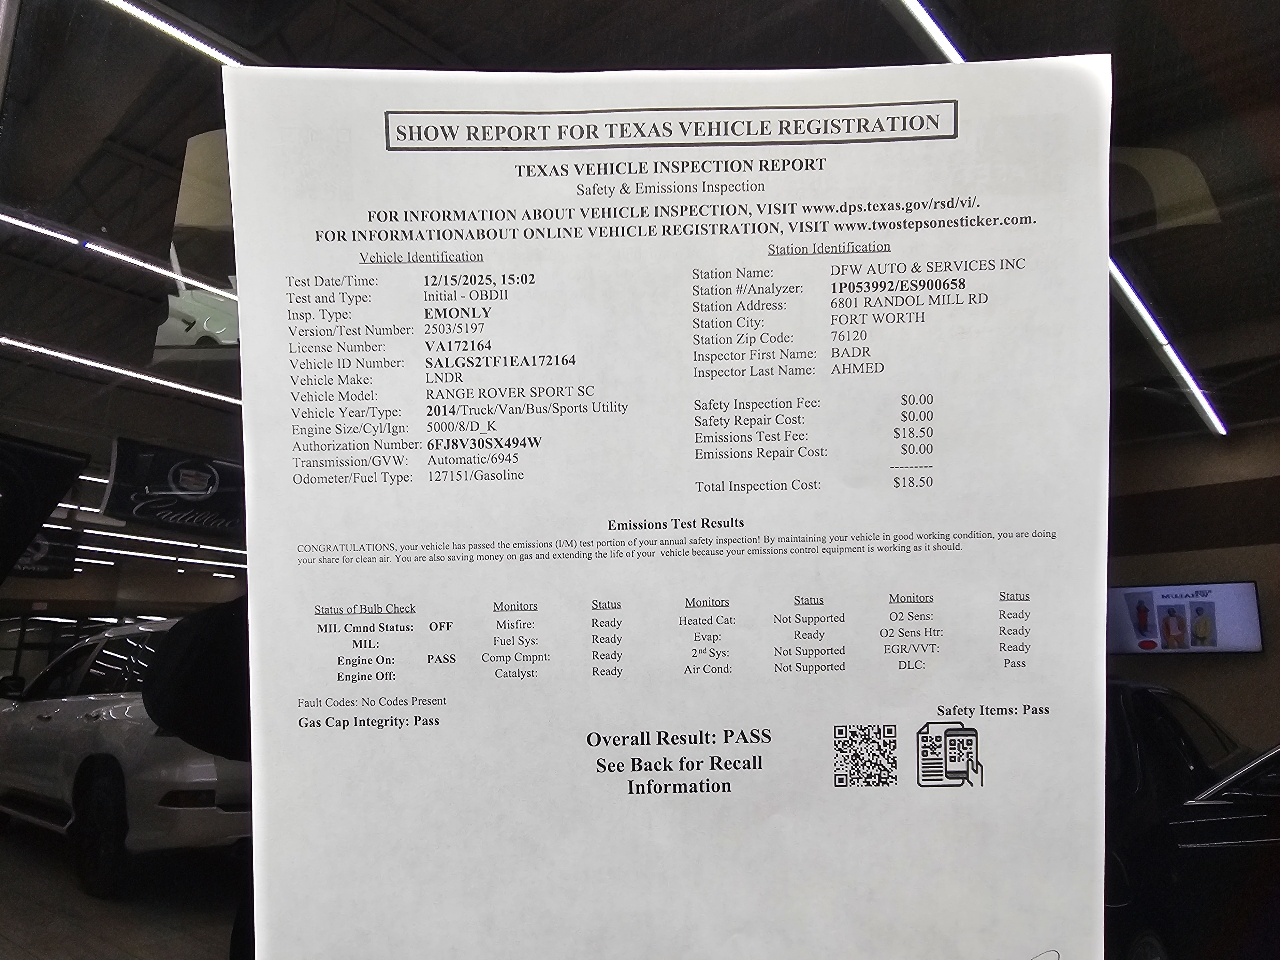 SHOW REPORT FOR TEXAS VEHICLE REGISTRATION
TEXAS VEHICLE INSPECTION REPORT
Safety & Emissions Inspection
FOR INFORMATION ABOUT VEHICLE INSPECTION, VISIT www.dps.texas.gov/rsd/vi/.
FOR INFORMATIONABOUT ONLINE VEHICLE REGISTRATION, VISIT www.twostepsonesticker.com.
Vehicle Identification
Test Date/Time: 12/15/2025, 15:02
Test and Type: Initial - OBDII
Insp. Type: EMONLY
Version/Test Number: 2503/5197
License Number: VA172164
Vehicle ID Number: SALGS2TF1EA172164
Vehicle Make: LNDR
Vehicle Model: RANGE ROVER SPORT SC
Vehicle Year/Type: 2014/Truck/Van/Bus/Sports Utility
Engine Size/Cyl/Ign: 5000/8/D_K
Authorization Number: 6FJ8V30SX494W
Transmission/GVW: Automatic/6945
Odometer/Fuel Type: 127151/Gasoline
Station Identification
Station Name: DFW AUTO & SERVICES INC
Station #/Analyzer: 1P053992/ES900658
Station Address: 6801 RANDOL MILL RD
Station City: FORT WORTH
Station Zip Code: 76120
Inspector First Name: BADR
Inspector Last Name: AHMED
Safety Inspection Fee: $0.00
Safety Repair Cost: $0.00
Emissions Test Fee: $18.50
Emissions Repair Cost: $0.00
---------
Total Inspection Cost: $18.50
Emissions Test Results
CONGRATULATIONS, your vehicle has passed the emissions (I/M) test portion of your annual safety inspection! By maintaining your vehicle in good working condition, you are doing
your share for clean air. You are also saving money on gas and extending the life of your vehicle because your emissions control equipment is working as it should.
Status of Bulb Check Monitors Status Monitors Status Monitors Status
MIL Cmnd Status: OFF Misfire: Ready Heated Cat: Not Supported O2 Sens: Ready
MIL: Fuel Sys: Ready Evap: Ready O2 Sens Htr: Ready
Engine On: PASS Comp Cmpnt: Ready 2nd Sys: Not Supported EGR/VVT: Ready
Engine Off: Catalyst: Ready Air Cond: Not Supported DLC: Pass
Fault Codes: No Codes Present
Gas Cap Integrity: Pass
Safety Items: Pass
Overall Result: PASS
See Back for Recall
Information
Cadillac